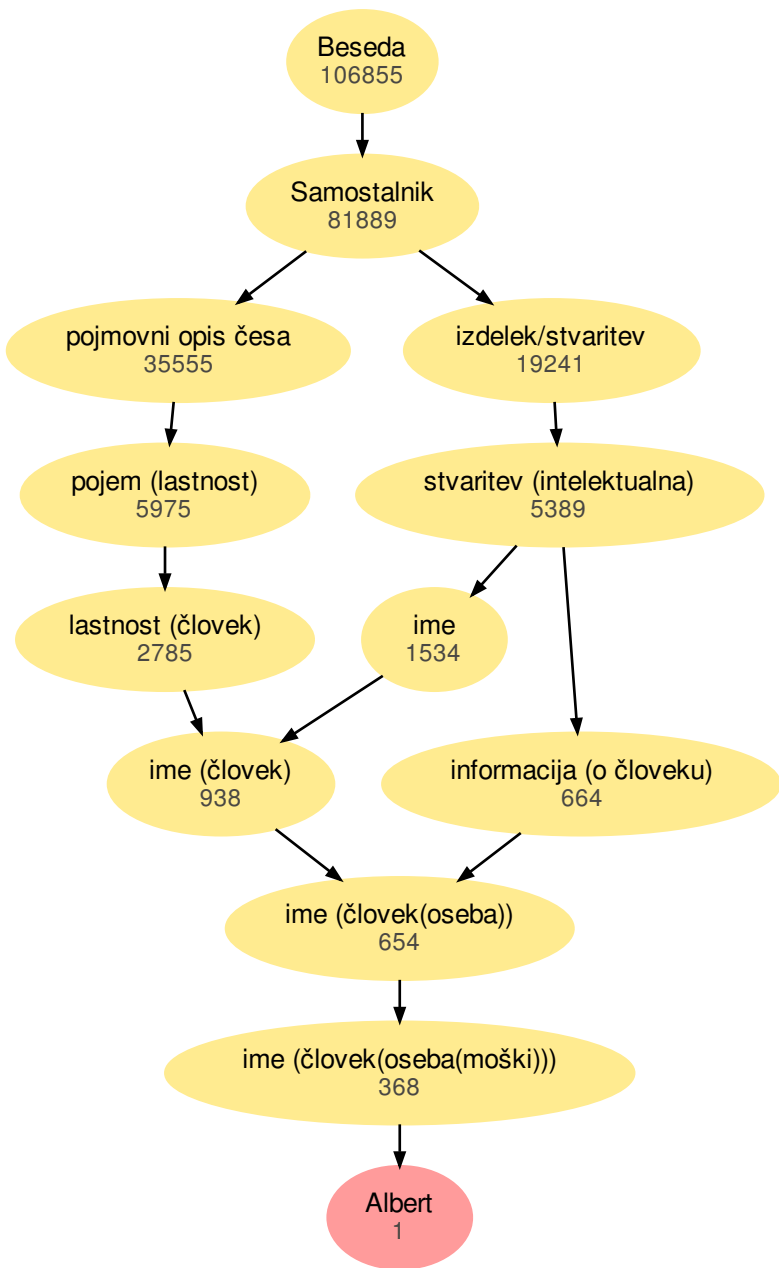 Beseda
106855
Samostalnik
81889
pojmovni opis česa
35555
izdelek/stvaritev
19241
pojem (lastnost)
5975
stvaritev (intelektualna)
5389
lastnost (človek)
2785
ime
1534
ime (človek)
938
informacija (o človeku)
664
ime (človek(oseba))
654
ime (človek(oseba(moški)))
368
Albert
1